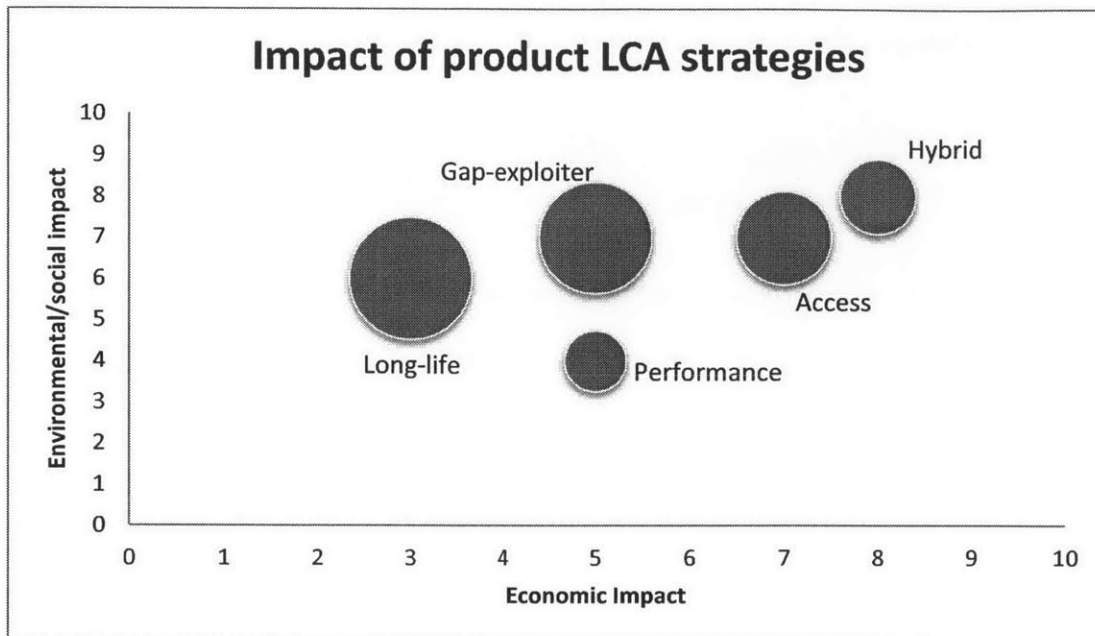 Impact of product LCA strategies
10
9
8
7
6
5
4
3
2
1
0
Environmental/social impact
Gap-exploiter
Hybrid
Access
Long-life
Performance
0 1 2 3 4 5 6 7 8 9 10
Economic Impact